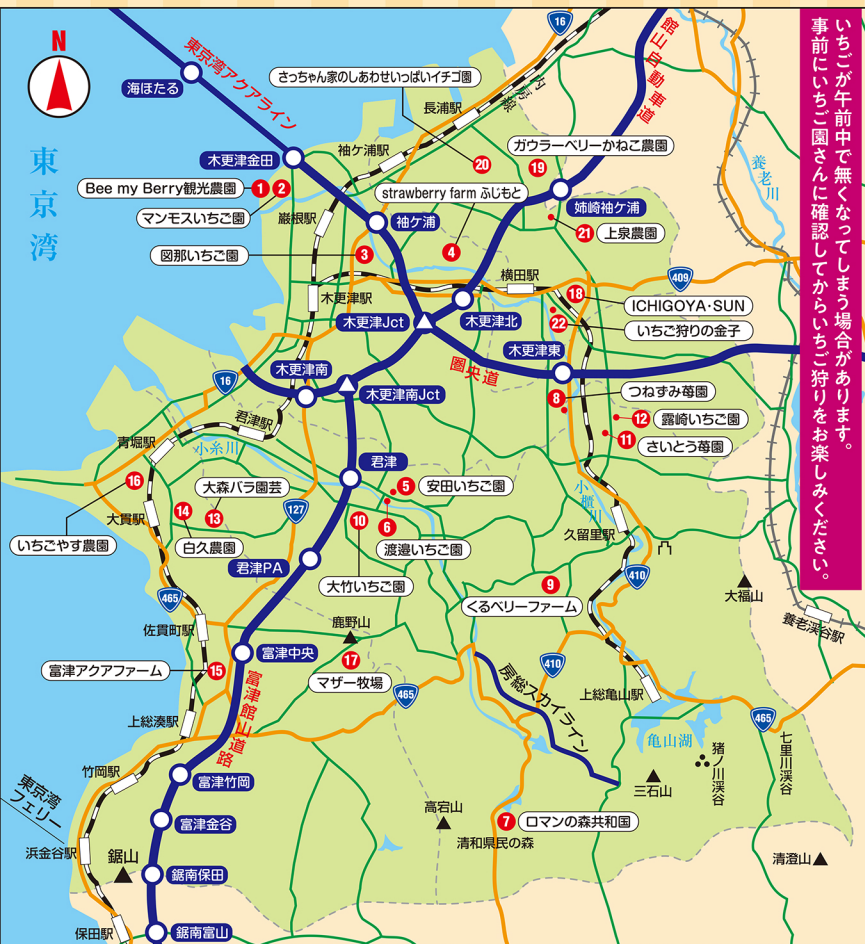 いちごが午前中で無くなってしまう場合があります。
事前にいちご園さんに確認してからいちご狩りをお楽しみください。
N
東京湾
海ほたる
東京湾アクアライン
16
館山自動車道
内房線
さっちゃん家のしあわせいっぱいイチゴ園
長浦駅
養老川
袖ケ浦駅
20
ガウラーベリーかねこ農園
19
木更津金田
Bee my Berry観光農園
1
2
strawberry farm ふじもと
マンモスいちご園
巌根駅
袖ケ浦
姉崎袖ケ浦
21
上泉農園
図那いちご園
3
4
横田駅
409
木更津駅
18
ICHIGOYA・SUN
木更津Jct
木更津北
22
いちご狩りの金子
木更津東
木更津南
圏央道
16
木更津南Jct
8
つねずみ苺園
君津駅
12
露崎いちご園
青堀駅
小糸川
11
さいとう苺園
君津
16
大森バラ園芸
5
安田いちご園
小櫃川
大貫駅
14
13
127
10
6
久留里駅
いちごやす農園
白久農園
渡邉いちご園
君津PA
大竹いちご園
9
410
大福山
465
くるベリーファーム
佐貫町駅
鹿野山
養老渓谷駅
富津中央
17
富津アクアファーム
15
マザー牧場
410
465
房総スカイライン
上総亀山駅
富津館山道路
上総湊駅
465
亀山湖
猪ノ川渓谷
七里川渓谷
竹岡駅
富津竹岡
三石山
東京湾フェリー
高宕山
富津金谷
7
ロマンの森共和国
清和県民の森
浜金谷駅
鋸山
鋸南保田
清澄山
保田駅
鋸南富山